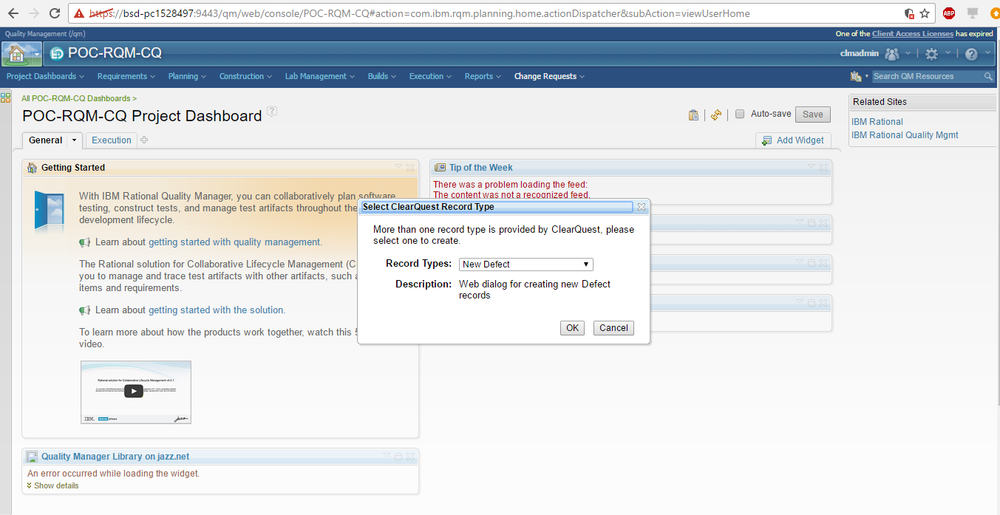 https://bsd-pc1528497:9443/qm/web/console/POC-RQM-CQ#action=com.ibm.rqm.planning.home.actionDispatcher&subAction=viewUserHome
ABP
Quality Management (/qm)
One of the Client Access Licenses has expired
POC-RQM-CQ
clmadmin
Project Dashboards
Requirements
Planning
Construction
Lab Management
Builds
Execution
Reports
Change Requests
Search QM Resources
All POC-RQM-CQ Dashboards >
POC-RQM-CQ Project Dashboard
?
Auto-save
Save
General
Execution
Add Widget
Related Sites
IBM Rational
IBM Rational Quality Mgmt
Getting Started
With IBM Rational Quality Manager, you can collaboratively plan software
testing, construct tests, and manage test artifacts throughout the
development lifecycle.
Learn about getting started with quality management.
The Rational solution for Collaborative Lifecycle Management (C
you to manage and trace test artifacts with other artifacts, such a
items and requirements.
Learn about getting started with the solution.
To learn more about how the products work together, watch this 5
video.
Rational solution for Collaborative Lifecycle Management v4.0.1
IBM.
Jazz
Tip of the Week
There was a problem loading the feed:
The content was not a recognized feed.
Select ClearQuest Record Type
More than one record type is provided by ClearQuest, please
select one to create.
Record Types: New Defect
Description: Web dialog for creating new Defect
records
OK
Cancel
Quality Manager Library on jazz.net
An error occurred while loading the widget.
Show details